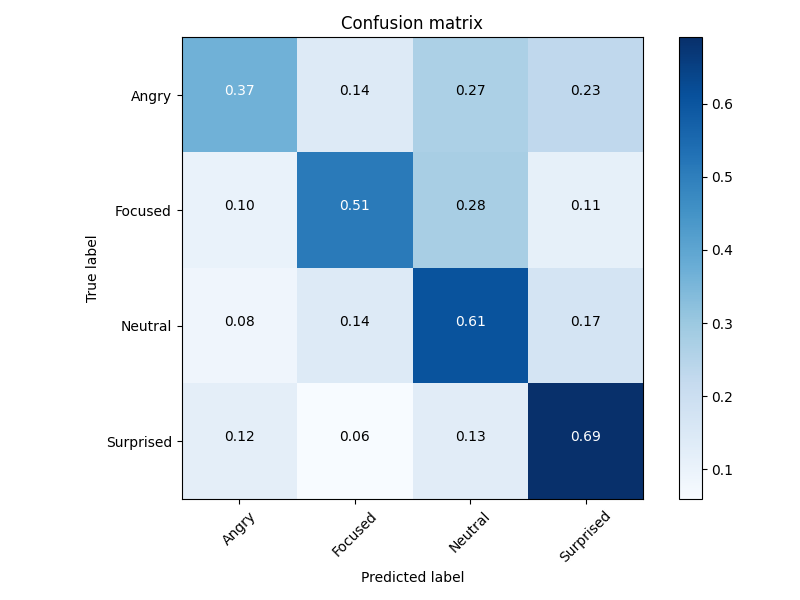 Confusion matrix
Angry 0.37 0.14 0.27 0.23 0.6
Focused 0.10 0.51 0.28 0.11 0.5
True label 0.4
Neutral 0.08 0.14 0.61 0.17 0.3
0.2
Surprised 0.12 0.06 0.13 0.69 0.1
Angry Focused Neutral Surprised
Predicted label